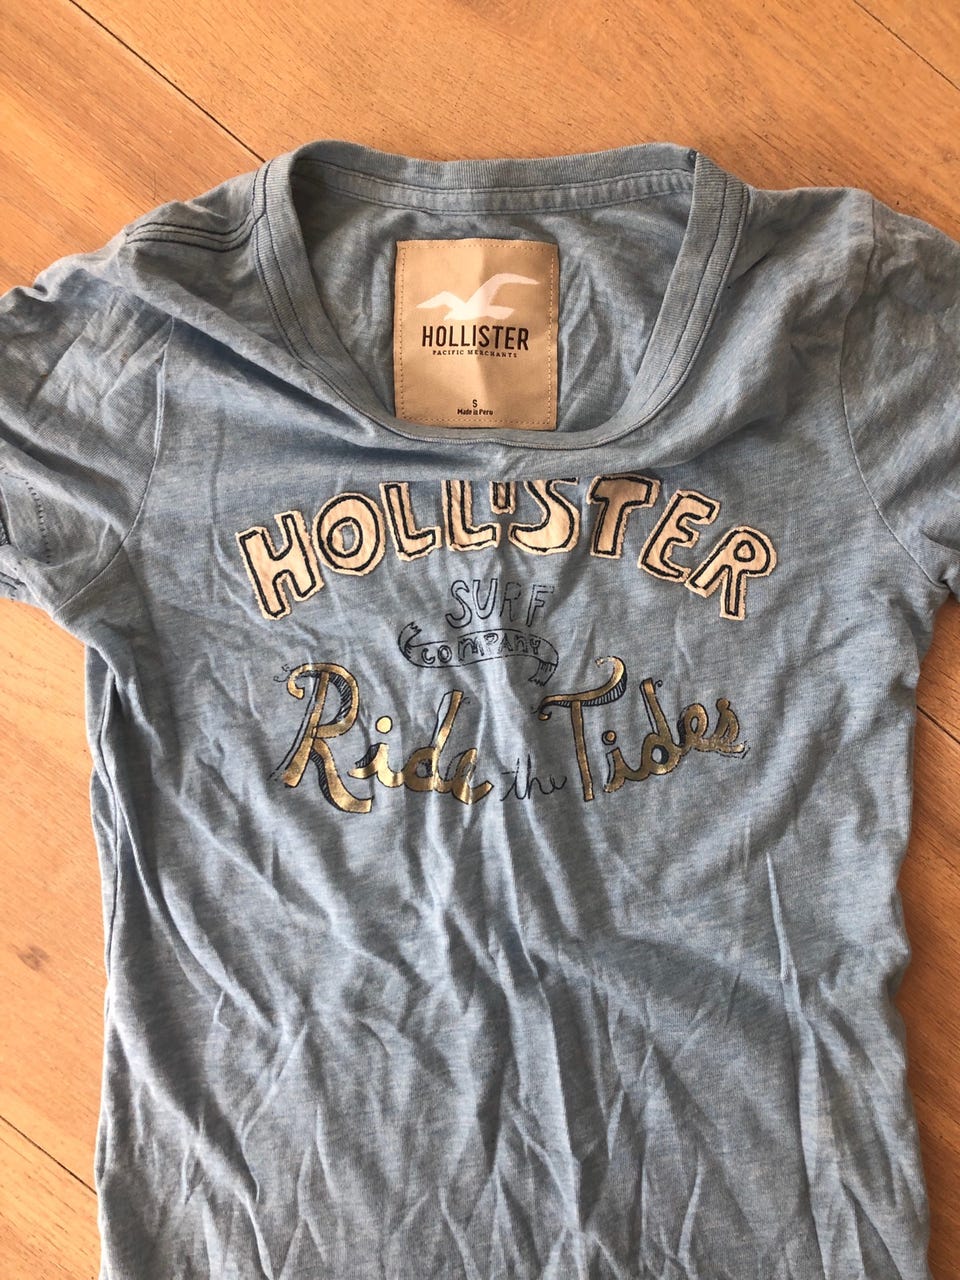 HOLLISTER
PACIFIC MERCHANTS
S
Made in Peru
HOLLISTER
SURF
COMPANY
Ride the Tides